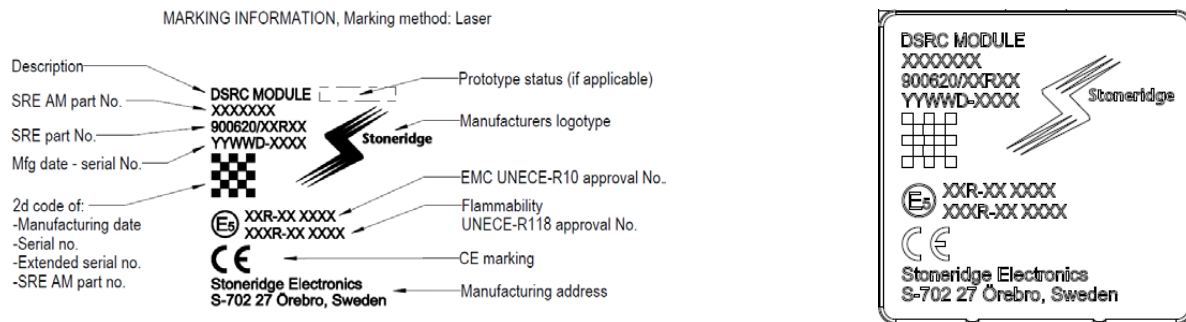 MARKING INFORMATION, Marking method: Laser
Description
SRE AM part No.
SRE part No.
Mfg date - serial No.
2d code of:
-Manufacturing date
-Serial no.
-Extended serial no.
-SRE AM part no.
DSRC MODULE
XXXXXXX
900620/XXRXX
YYWWD-XXXX
Stoneridge
E5
XXR-XX XXXX
XXXR-XX XXXX
CE
Stoneridge Electronics
S-702 27 Örebro, Sweden
Prototype status (if applicable)
Manufacturers logotype
EMC UNECE-R10 approval No..
Flammability
UNECE-R118 approval No.
CE marking
Manufacturing address
DSRC MODULE
XXXXXXX
900620/XXRXX
YYWWD-XXXX
Stoneridge
E5
XXR-XX XXXX
XXXR-XX XXXX
CE
Stoneridge Electronics
S-702 27 Örebro, Sweden